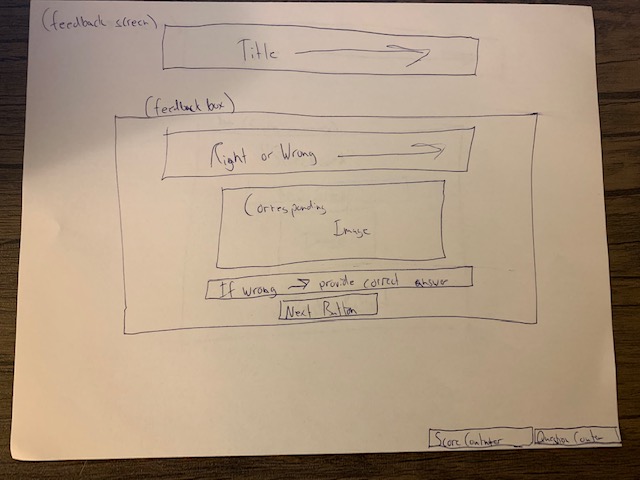 (feedback screen)
Title
(feedback box)
Right or Wrong
Corresponding
Image
If wrong → provide correct answer
Next Button
Score Counter Question Counter